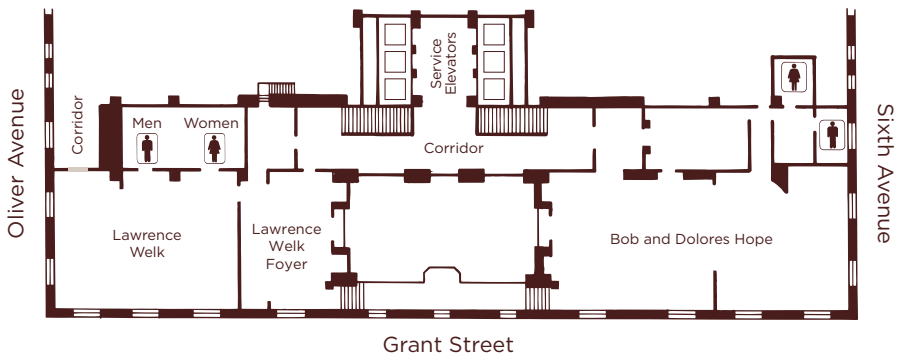 Service
Elevators
Oliver Avenue
Corridor
Men
Women
Corridor
Sixth Avenue
Lawrence
Welk
Lawrence
Welk
Foyer
Bob and Dolores Hope
Grant Street